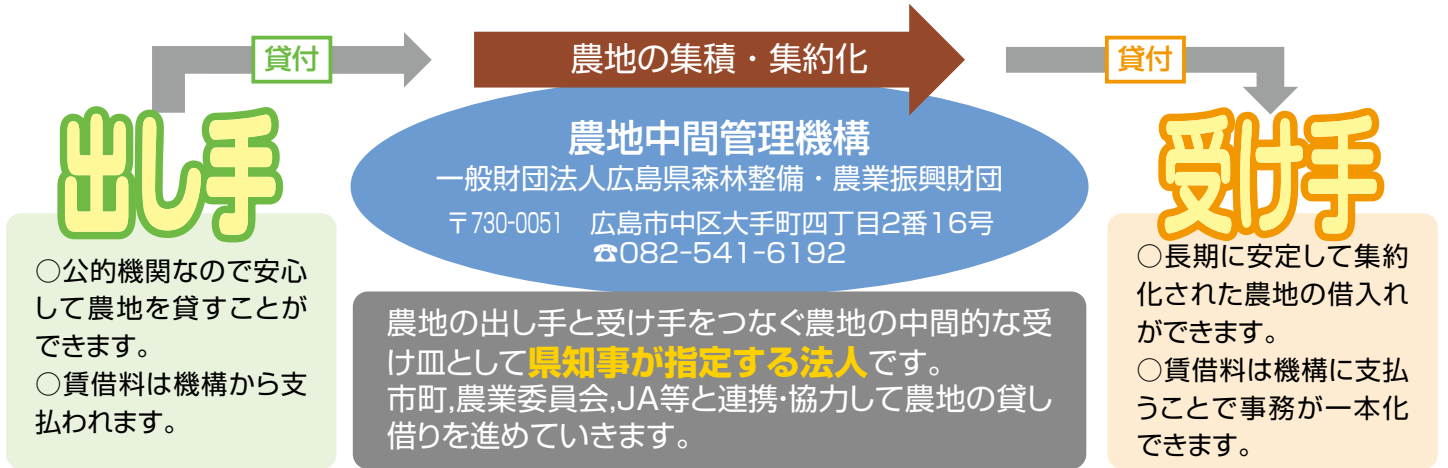 貸付
農地の集積・集約化
貸付
出し手
○公的機関なので安心
して農地を貸すことが
できます。
○賃借料は機構から支
払われます。
農地中間管理機構
一般財団法人広島県森林整備・農業振興財団
〒730-0051　広島市中区大手町四丁目2番16号
☎082-541-6192
農地の出し手と受け手をつなぐ農地の中間的な受
け皿として県知事が指定する法人です。
市町,農業委員会,JA等と連携・協力して農地の貸し
借りを進めていきます。
受け手
○長期に安定して集約
化された農地の借入れ
ができます。
○賃借料は機構に支払
うことで事務が一本化
できます。